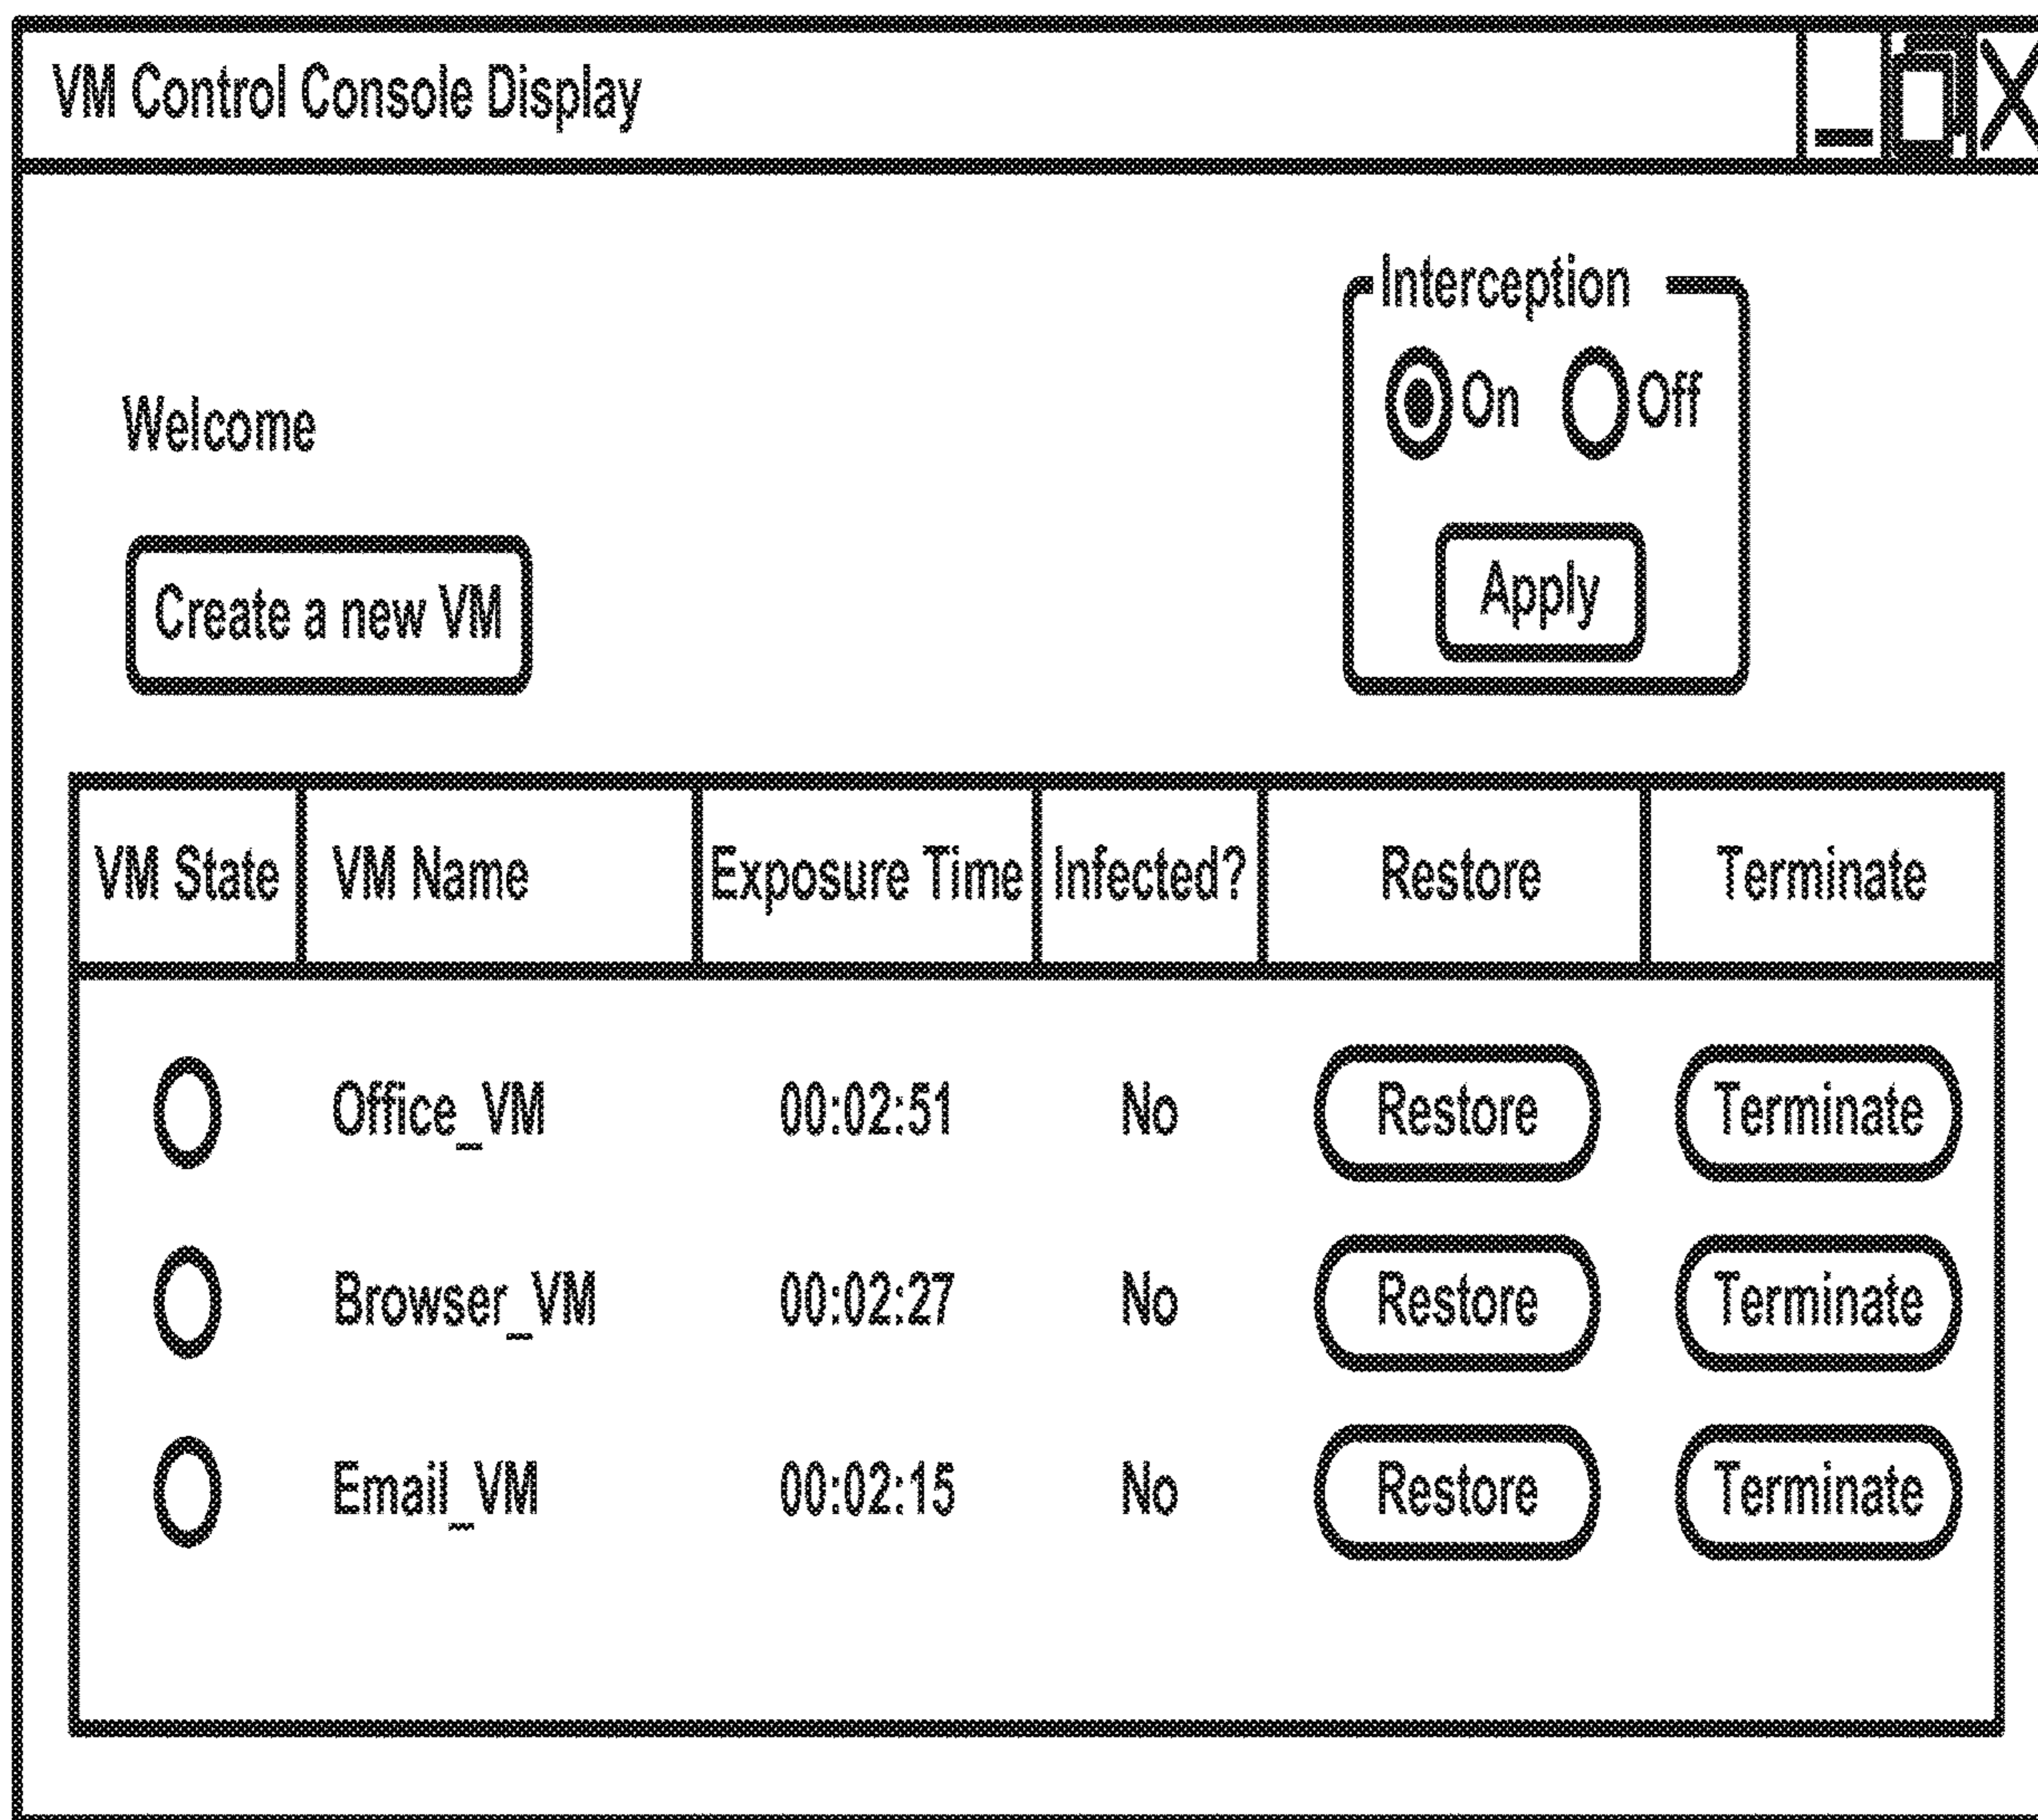 VM Control Console Display
Interception
On Off
Welcome
Create a new VM
Apply
VM State VM Name Exposure Time Infected? Restore Terminate
Office_VM 00:02:51 No Restore Terminate
Browser_VM 00:02:27 No Restore Terminate
Email_VM 00:02:15 No Restore Terminate